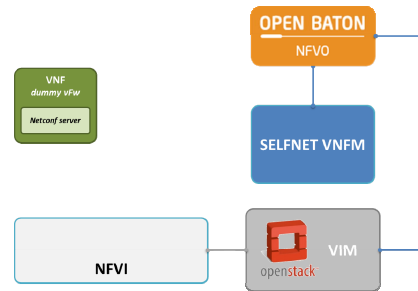 OPEN BATON
NFVO
VNF
dummy vFw
Netconf server
SELFNET VNFM
NFVI
openstack
VIM